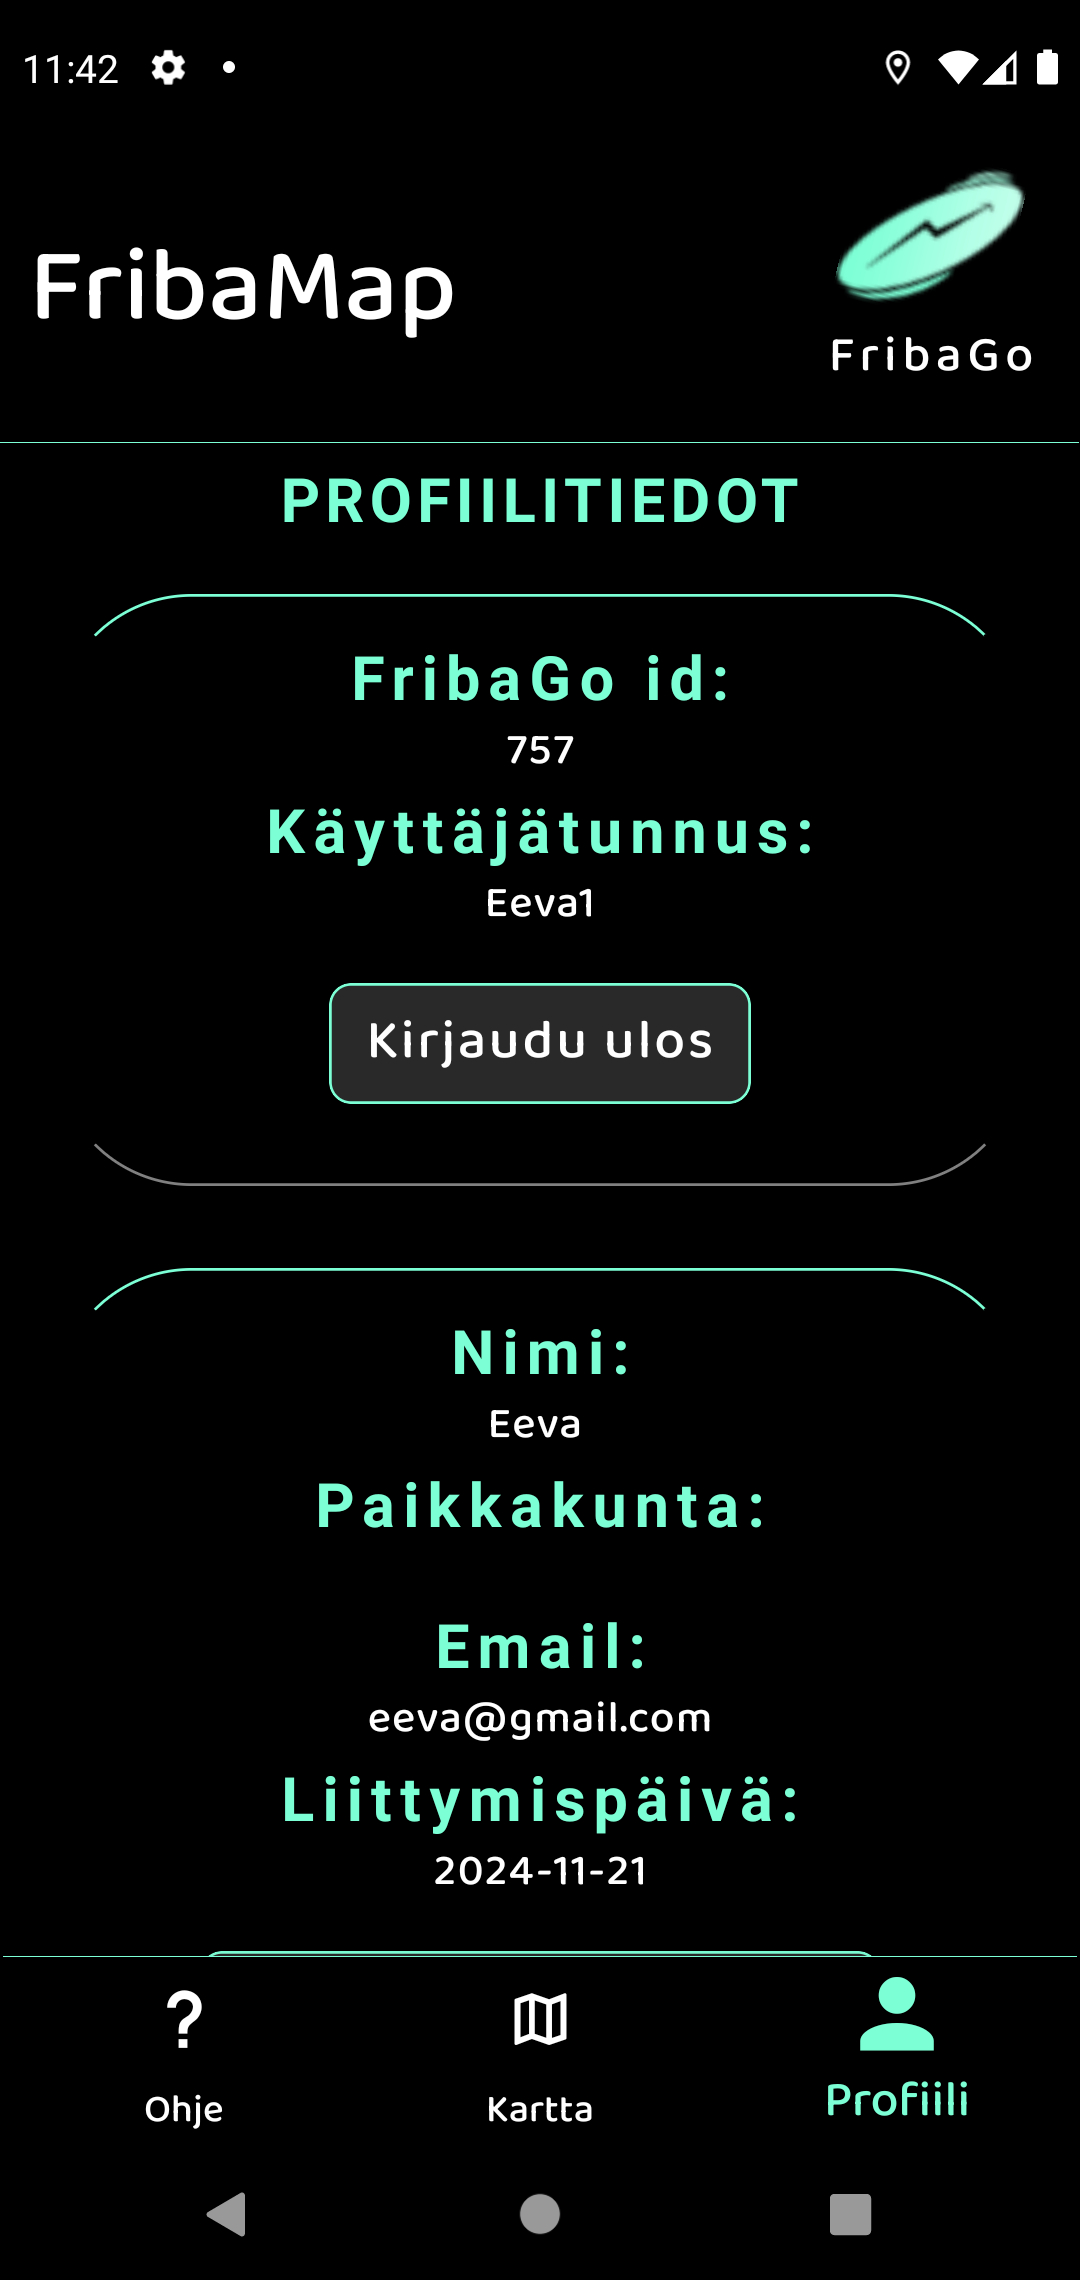 11:42
FribaMap
FribaGo
PROFIILITIEDOT
FribaGo id:
757
Käyttäjätunnus:
Eeva1
Kirjaudu ulos
Nimi:
Eeva
Paikkakunta:
Email:
eeva@gmail.com
Liittymispäivä:
2024-11-21
Ohje
Kartta
Profiili